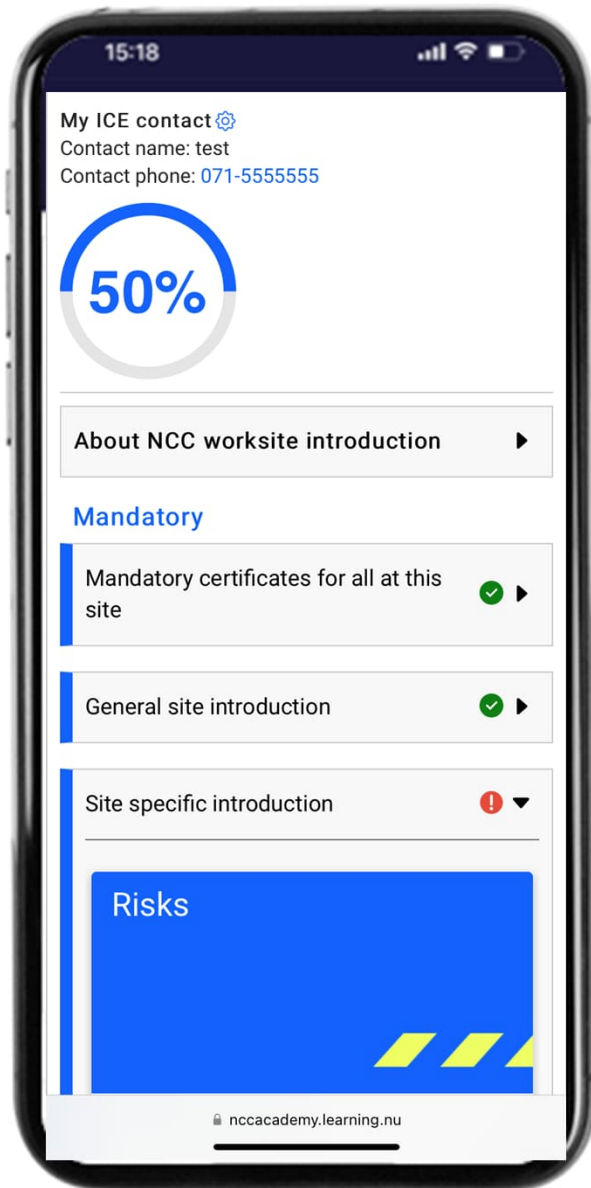 15:18
My ICE contact
Contact name: test
Contact phone: 071-5555555
50%
About NCC worksite introduction
Mandatory
Mandatory certificates for all at this
site
General site introduction
Site specific introduction
Risks
nccacademy.learning.nu